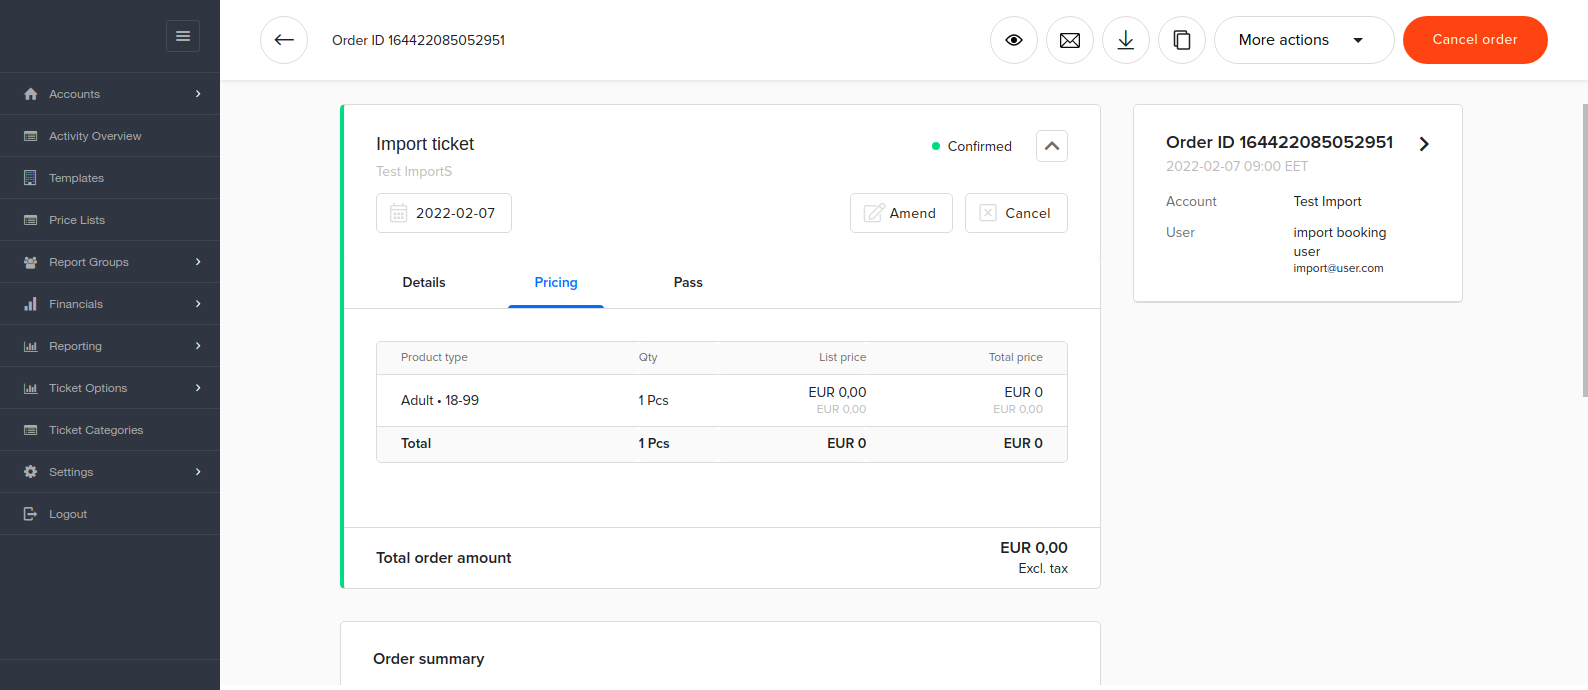 Order ID 164422085052951
More actions
Cancel order
Accounts
Activity Overview
Templates
Price Lists
Report Groups
Financials
Reporting
Ticket Options
Ticket Categories
Settings
Logout
Import ticket
Confirmed
Test ImportS
2022-02-07
Amend
Cancel
Details
Pricing
Pass
Product type
Qty
List price
Total price
Adult • 18-99
1 Pcs
EUR 0,00
EUR 0,00
EUR 0
EUR 0,00
Total
1 Pcs
EUR 0
EUR 0
Total order amount
EUR 0,00
Excl. tax
Order summary
Order ID 164422085052951
2022-02-07 09:00 EET
Account
Test Import
User
import booking
user
import@user.com